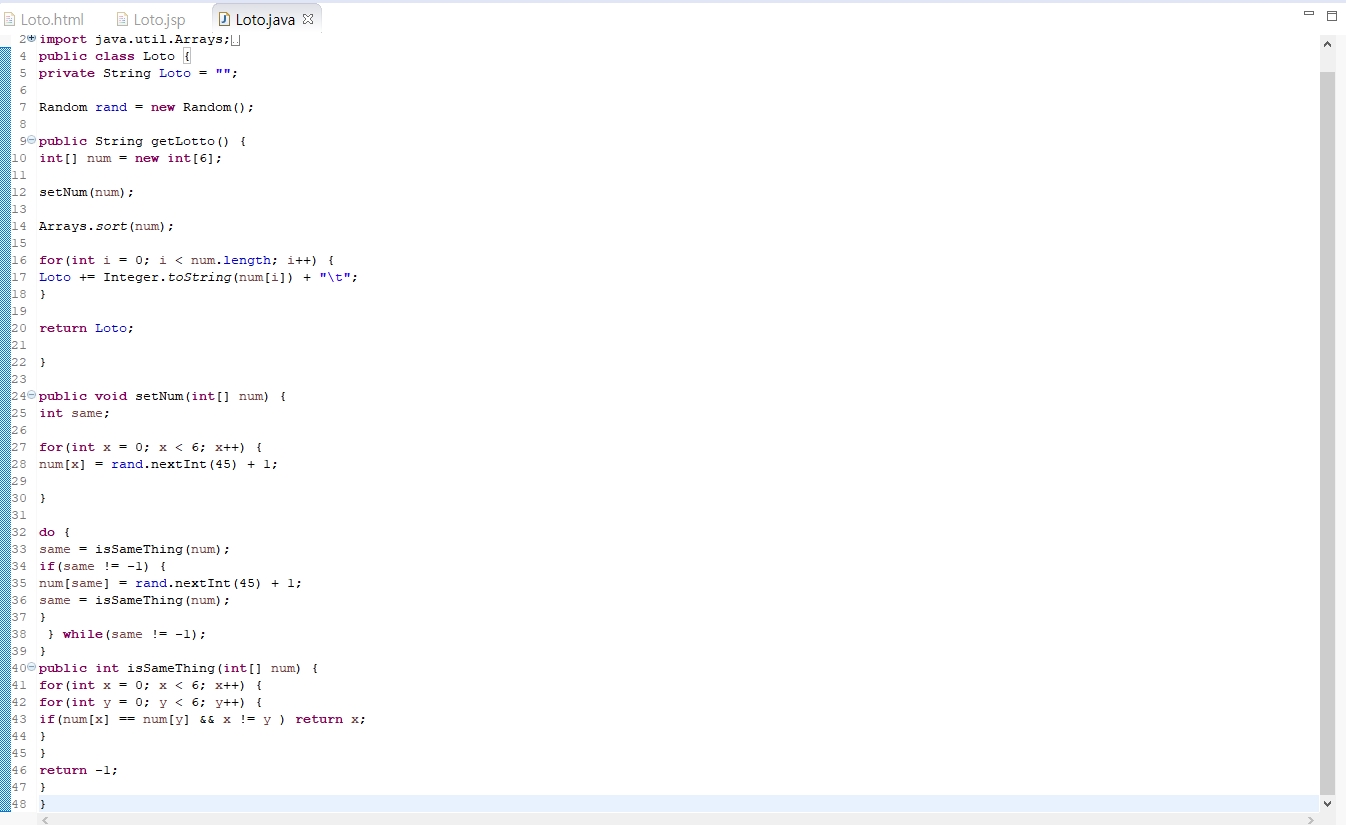 Loto.html Loto.jsp Loto.java
2 import java.util.Arrays;
4 public class Loto {
5 private String Loto = "";
6
7 Random rand = new Random();
8
9 public String getLotto() {
10 int[] num = new int[6];
11
12 setNum(num);
13
14 Arrays.sort(num);
15
16 for(int i = 0; i < num.length; i++) {
17 Loto += Integer.toString(num[i]) + "\t";
18 }
19
20 return Loto;
21
22 }
23
24 public void setNum(int[] num) {
25 int same;
26
27 for(int x = 0; x < 6; x++) {
28 num[x] = rand.nextInt(45) + 1;
29
30 }
31
32 do {
33 same = isSameThing(num);
34 if(same != -1) {
35 num[same] = rand.nextInt(45) + 1;
36 same = isSameThing(num);
37 }
38 } while(same != -1);
39 }
40 public int isSameThing(int[] num) {
41 for(int x = 0; x < 6; x++) {
42 for(int y = 0; y < 6; y++) {
43 if(num[x] == num[y] && x != y ) return x;
44 }
45 }
46 return -1;
47 }
48 }